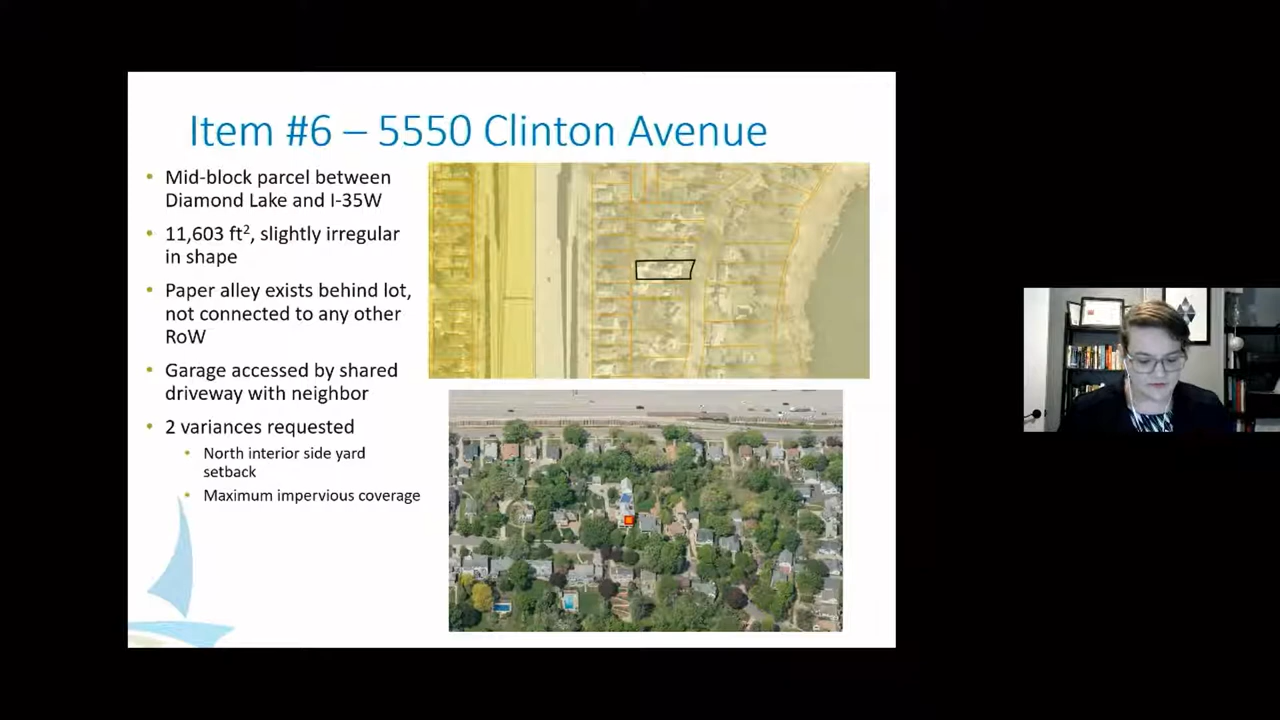 Item #6 – 5550 Clinton Avenue
• Mid-block parcel between
Diamond Lake and I-35W
• 11,603 ft², slightly irregular
in shape
• Paper alley exists behind lot,
not connected to any other
RoW
• Garage accessed by shared
driveway with neighbor
• 2 variances requested
• North interior side yard
setback
• Maximum impervious coverage